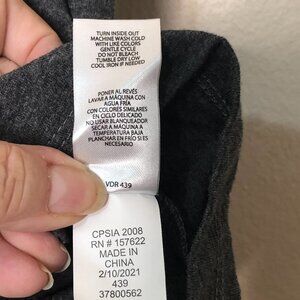 TURN INSIDE OUT
MACHINE WASH COLD
WITH LIKE COLORS
GENTLE CYCLE
DO NOT BLEACH
TUMBLE DRY LOW
COOL IRON IF NEEDED
PONER AL REVÉS
LAVAR A MÁQUINA CON
AGUA FRÍA
CON COLORES SIMILARES
EN CICLO DELICADO
NO USAR BLANQUEADOR
SECAR A MÁQUINA A
TEMPERATURA BAJA
PLANCHAR EN FRÍO SI ES
NECESARIO
VDR 439
CPSIA 2008
RN # 157622
MADE IN
CHINA
2/10/2021
439
37800562